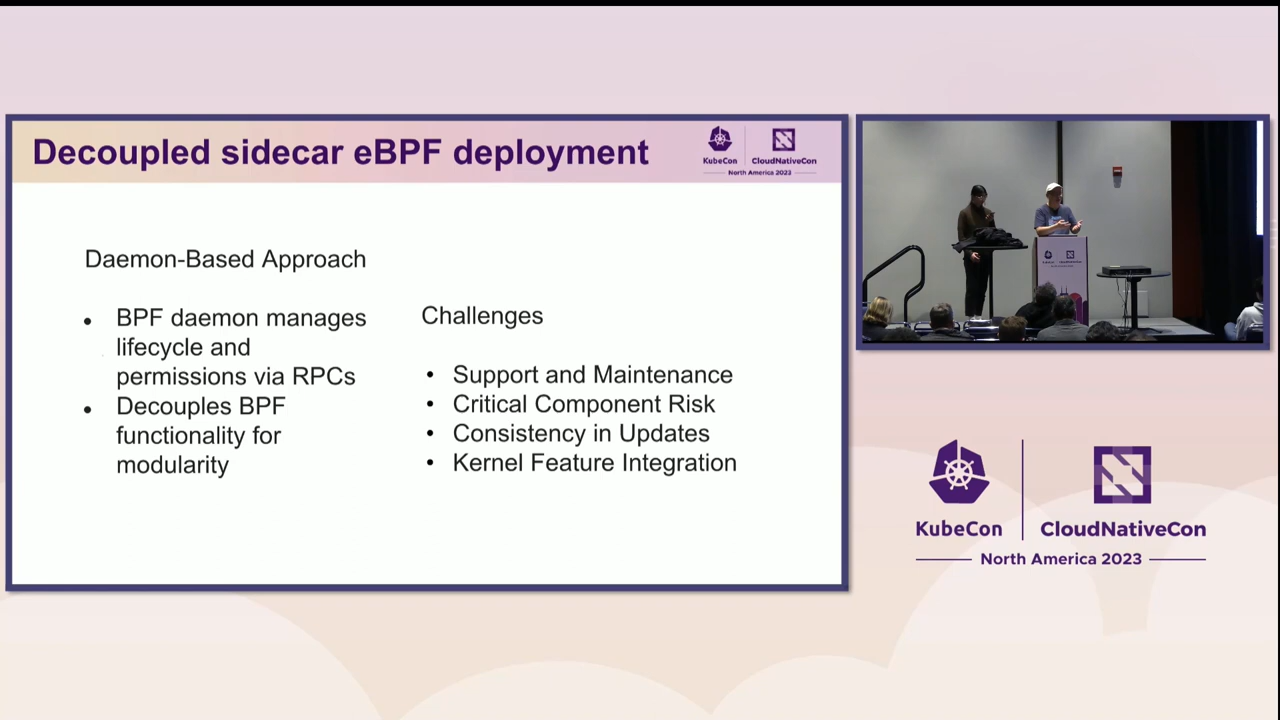 Decoupled sidecar eBPF deployment
KubeCon
CloudNativeCon
North America 2023
Daemon-Based Approach
• BPF daemon manages
lifecycle and
permissions via RPCs
• Decouples BPF
functionality for
modularity
Challenges
• Support and Maintenance
• Critical Component Risk
• Consistency in Updates
• Kernel Feature Integration
KubeCon
CloudNativeCon
North America 2023